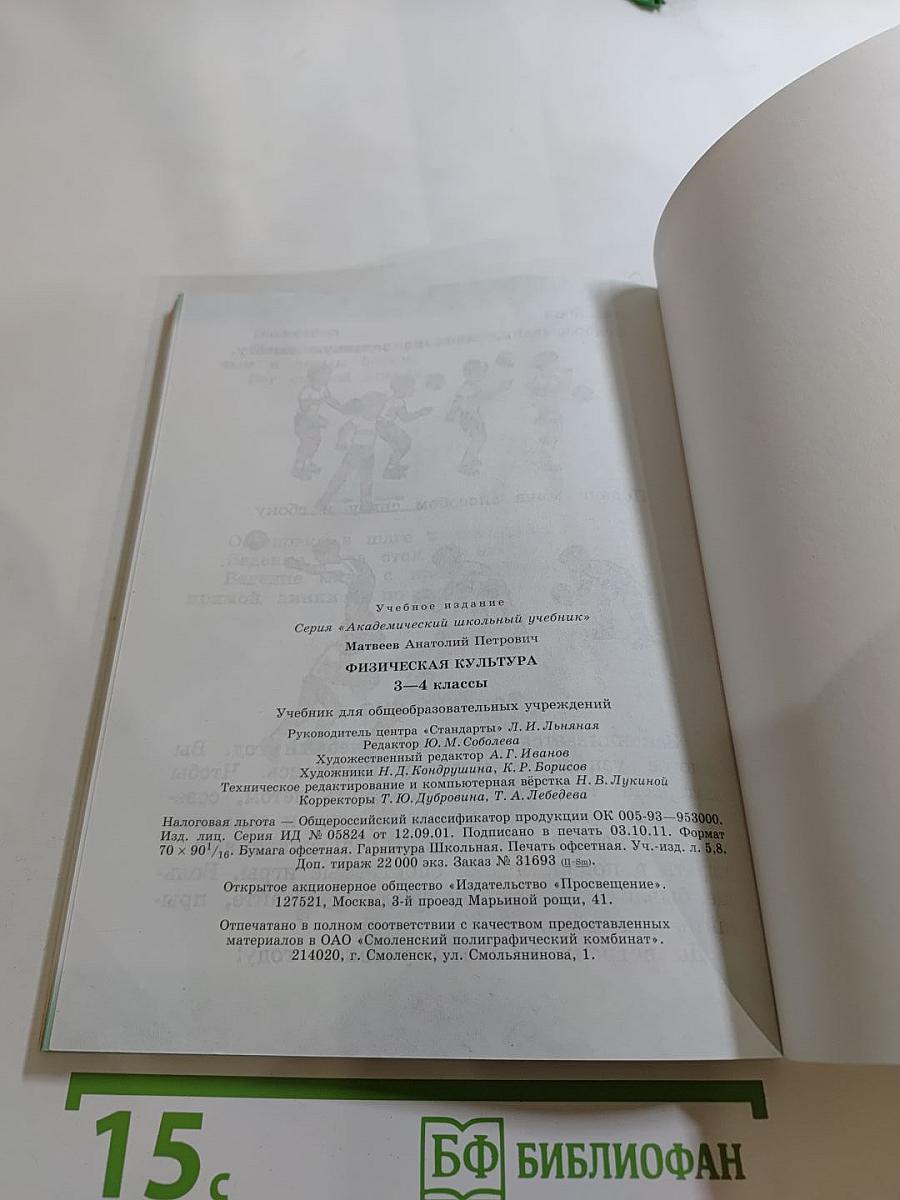 Учебное издание
Серия «Академический школьный учебник»
Матвеев Анатолий Петрович
ФИЗИЧЕСКАЯ КУЛЬТУРА
3—4 классы
Учебник для общеобразовательных учреждений
Руководитель центра «Стандарты» Л. И. Льняная
Редактор Ю. М. Соболева
Художественный редактор А. Г. Иванов
Художники Н. Д. Кондрушина, К. Р. Борисов
Техническое редактирование и компьютерная вёрстка Н. В. Лукиной
Корректоры Т. Ю. Дубровина, Т. А. Лебедева
Налоговая льгота — Общероссийский классификатор продукции ОК 005-93—953000.
Изд. лиц. Серия ИД № 05824 от 12.09.01. Подписано в печать 03.10.11. Формат
70 × 90 1/16. Бумага офсетная. Гарнитура Школьная. Печать офсетная. Уч.-изд. л. 5,8.
Доп. тираж 22 000 экз. Заказ № 31693 (п-sm).
Открытое акционерное общество «Издательство «Просвещение».
127521, Москва, 3-й проезд Марьиной рощи, 41.
Отпечатано в полном соответствии с качеством предоставленных
материалов в ОАО «Смоленский полиграфический комбинат».
214020, г. Смоленск, ул. Смольянинова, 1.
15 с
БФ БИБЛИОФАН